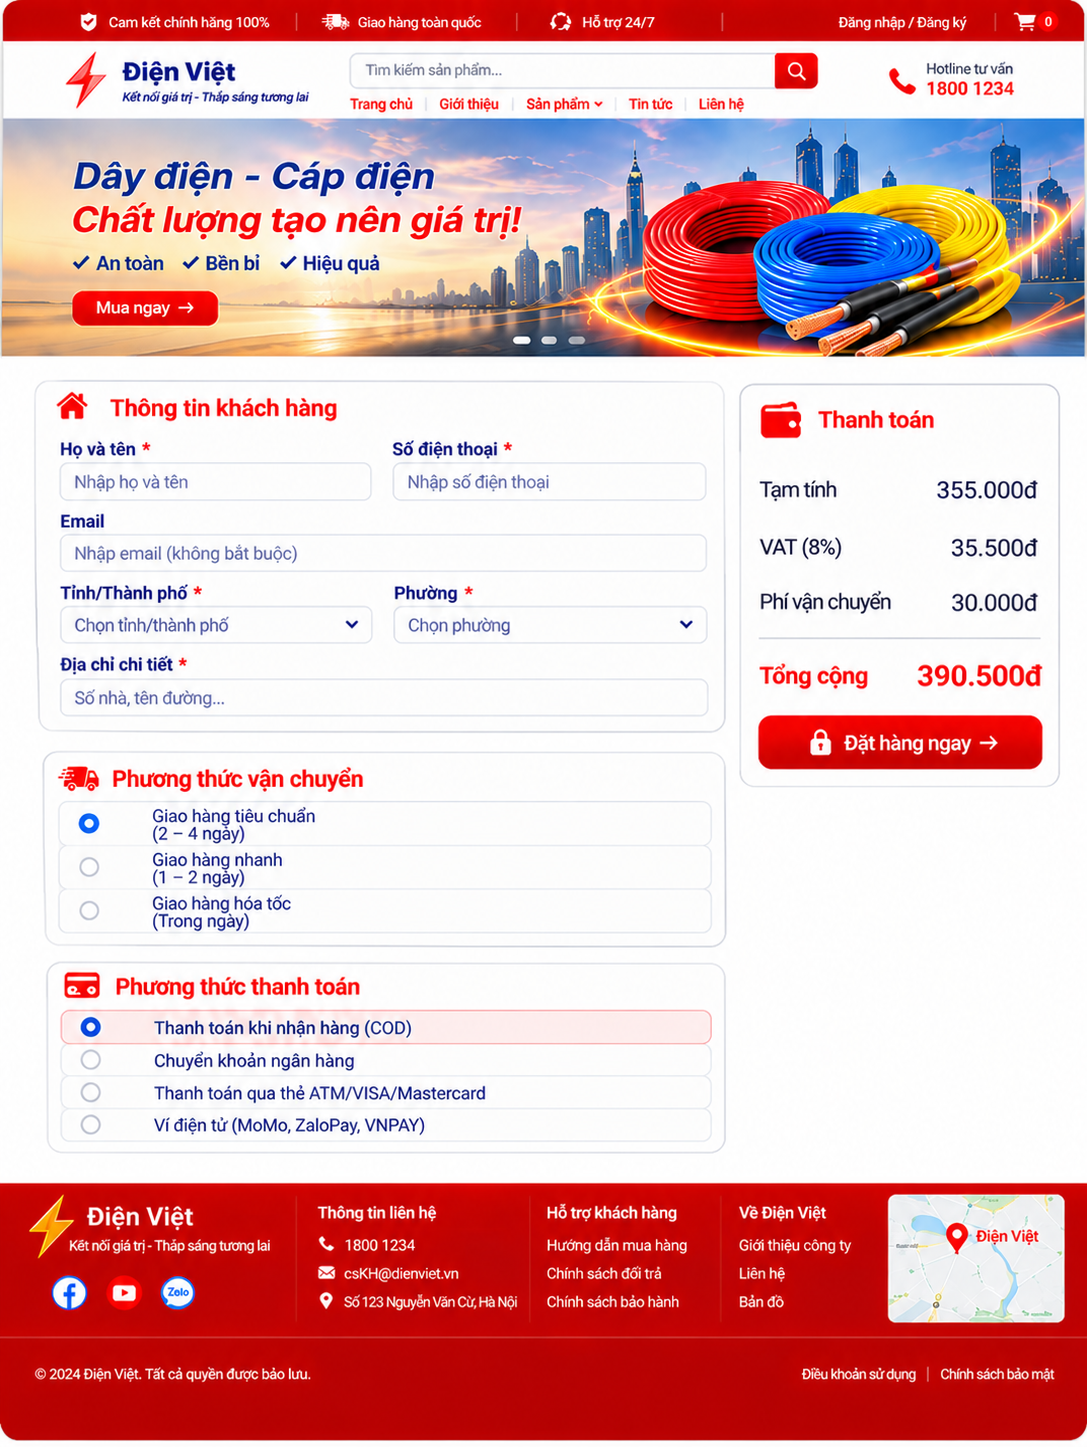 Cam kết chính hãng 100%
Giao hàng toàn quốc
Hỗ trợ 24/7
Đăng nhập / Đăng ký
0
Điện Việt
Kết nối giá trị - Thắp sáng tương lai
Tìm kiếm sản phẩm...
Trang chủ
Giới thiệu
Sản phẩm
Tin tức
Liên hệ
Hotline tư vấn
1800 1234
Dây điện - Cáp điện
Chất lượng tạo nên giá trị!
An toàn
Bền bỉ
Hiệu quả
Mua ngay →
Thông tin khách hàng
Họ và tên *
Số điện thoại *
Nhập họ và tên
Nhập số điện thoại
Email
Nhập email (không bắt buộc)
Tỉnh/Thành phố *
Phường *
Chọn tỉnh/thành phố
Chọn phường
Địa chỉ chi tiết *
Số nhà, tên đường...
Thanh toán
Tạm tính 355.000đ
VAT (8%) 35.500đ
Phí vận chuyển 30.000đ
Tổng cộng 390.500đ
Đặt hàng ngay →
Phương thức vận chuyển
Giao hàng tiêu chuẩn
(2 – 4 ngày)
Giao hàng nhanh
(1 – 2 ngày)
Giao hàng hóa tốc
(Trong ngày)
Phương thức thanh toán
Thanh toán khi nhận hàng (COD)
Chuyển khoản ngân hàng
Thanh toán qua thẻ ATM/VISA/Mastercard
Ví điện tử (MoMo, ZaloPay, VNPAY)
Điện Việt
Kết nối giá trị - Thắp sáng tương lai
Zalo
Thông tin liên hệ
1800 1234
csKH@dienviet.vn
Số 123 Nguyễn Văn Cừ, Hà Nội
Hỗ trợ khách hàng
Hướng dẫn mua hàng
Chính sách đổi trả
Chính sách bảo hành
Về Điện Việt
Giới thiệu công ty
Liên hệ
Bản đồ
Điện Việt
© 2024 Điện Việt. Tất cả quyền được bảo lưu.
Điều khoản sử dụng
Chính sách bảo mật